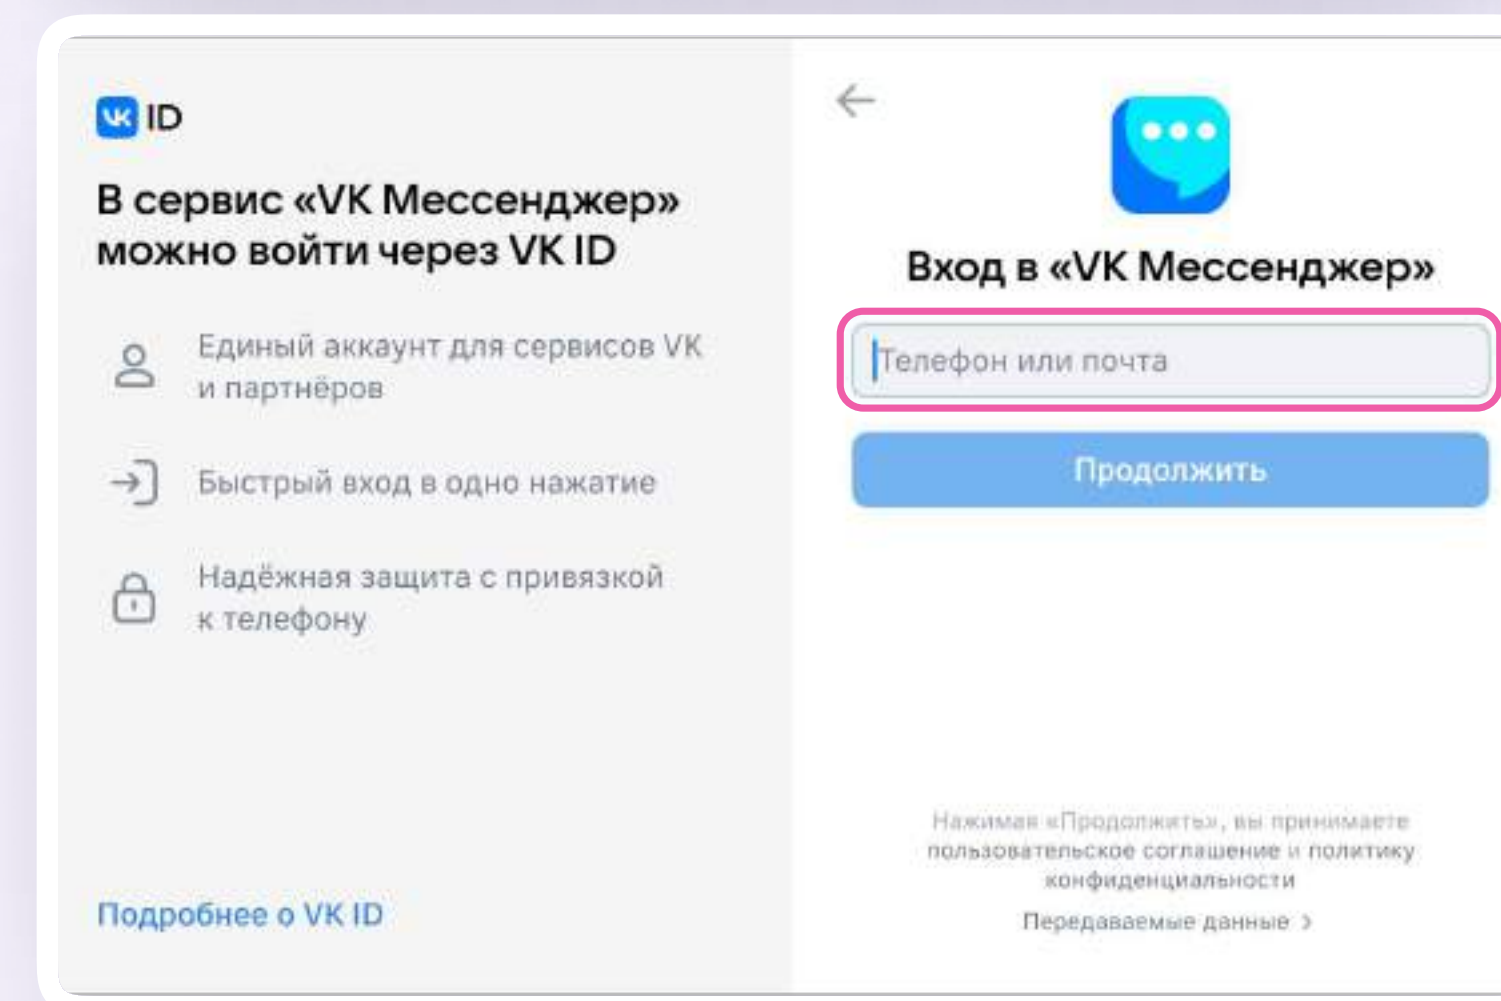 VK ID
В сервис «VK Мессенджер»
можно войти через VK ID
Единый аккаунт для сервисов VK
и партнёров
Быстрый вход в одно нажатие
Надёжная защита с привязкой
к телефону
Подробнее о VK ID
Вход в «VK Мессенджер»
Телефон или почта
Продолжить
Нажимая «Продолжить», вы принимаете
пользовательское соглашение и политику
конфиденциальности
Передаваемые данные >